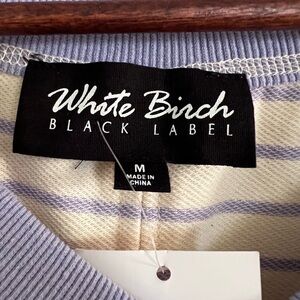 White Birch
BLACK LABEL
M
MADE IN
CHINA